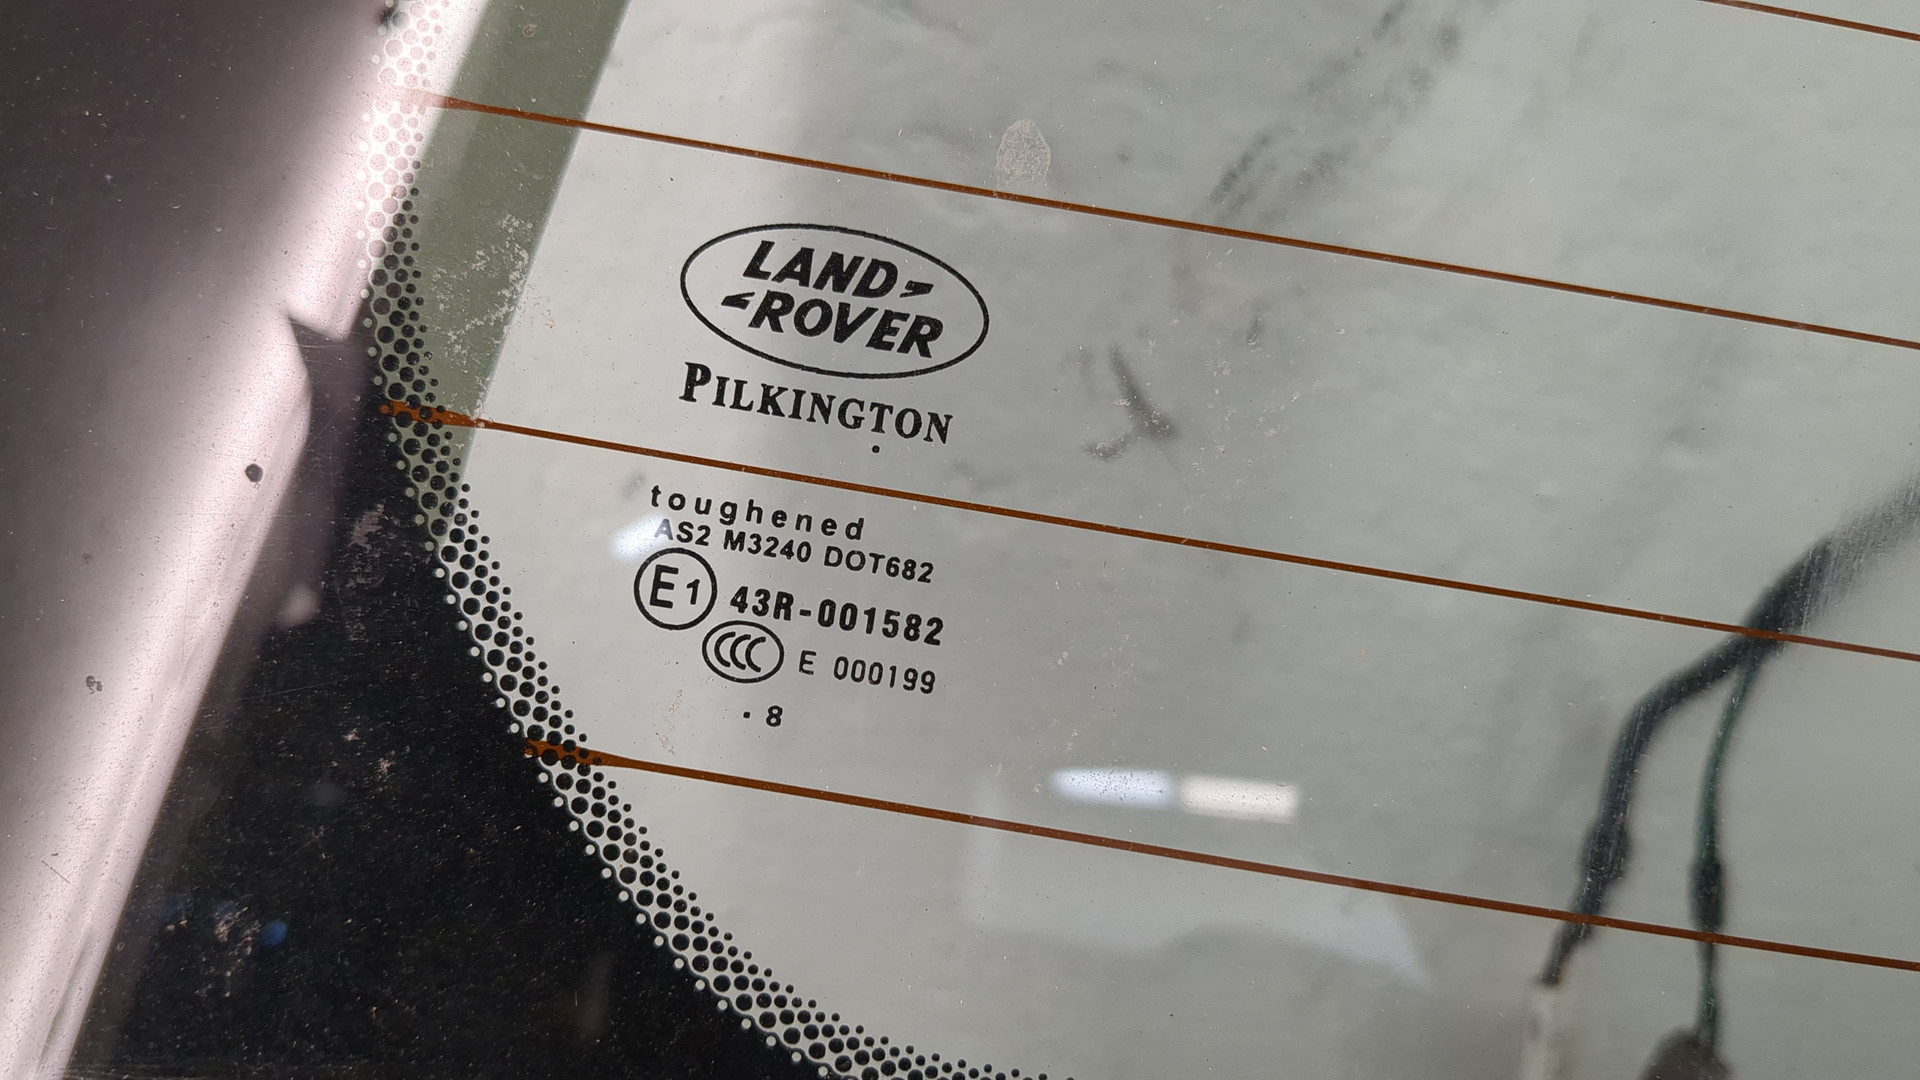 LAND
ROVER
PILKINGTON
toughened
AS2 M3240 DOT682
E1 43R-001582
CCC E 000199
. 8